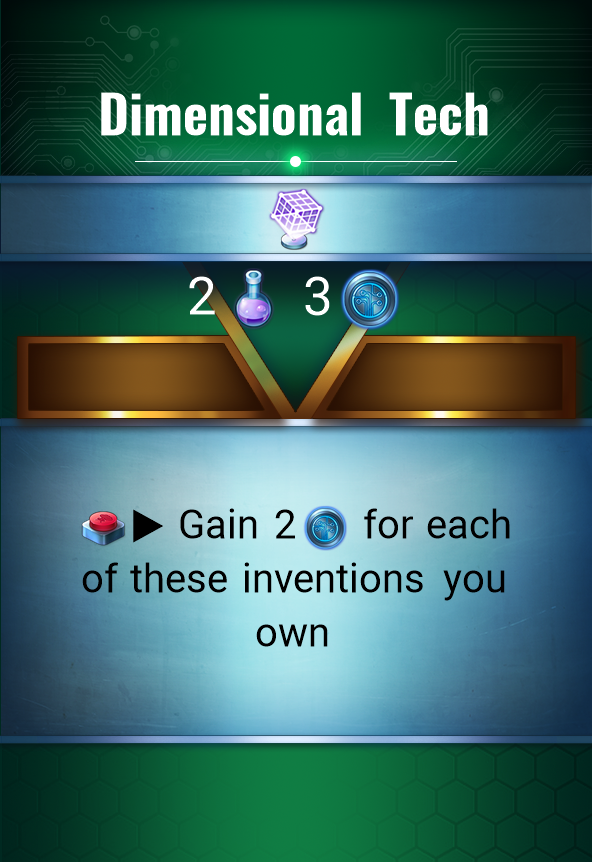 Dimensional Tech
2 3
▶ Gain 2 for each
of these inventions you
own